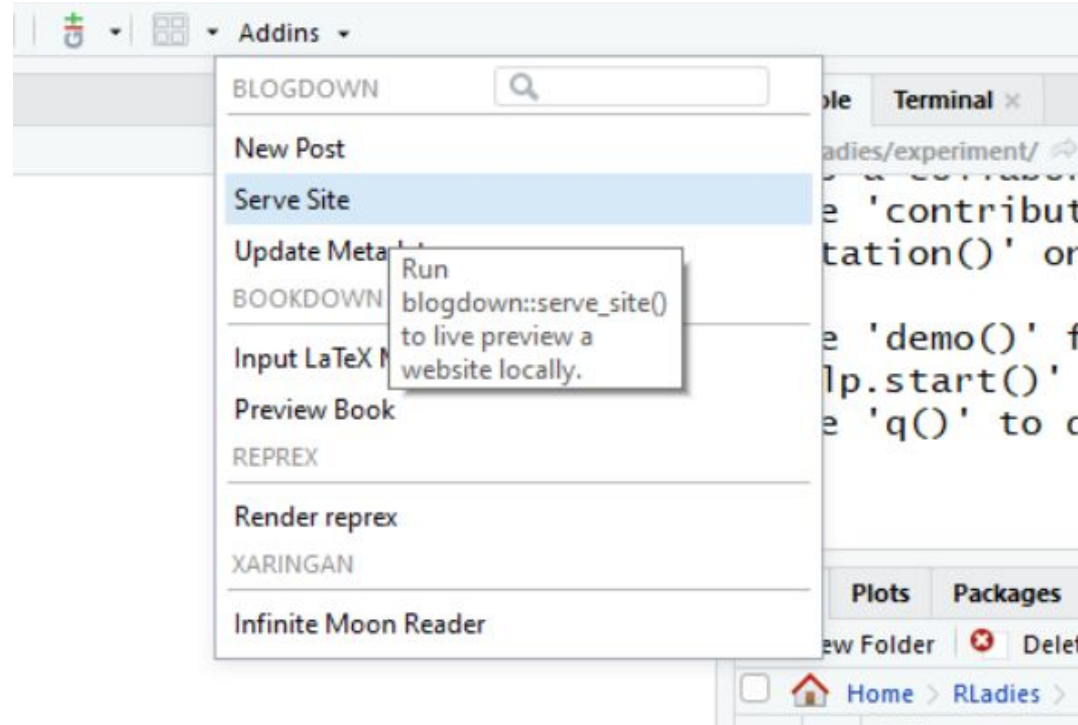 Addins
BLOGDOWN
Terminal
New Post
adies/experiment/
Serve Site
e 'contribut
Update Meta
tation()' or
Run
blogdown::serve_site()
to live preview a
website locally.
BOOKDOWN
e 'demo()' f
Input LaTeX
lp.start()'
Preview Book
e 'q()' to
REPREX
Render reprex
XARINGAN
Plots Packages
Infinite Moon Reader
ew Folder Delet
Home > RLadies >